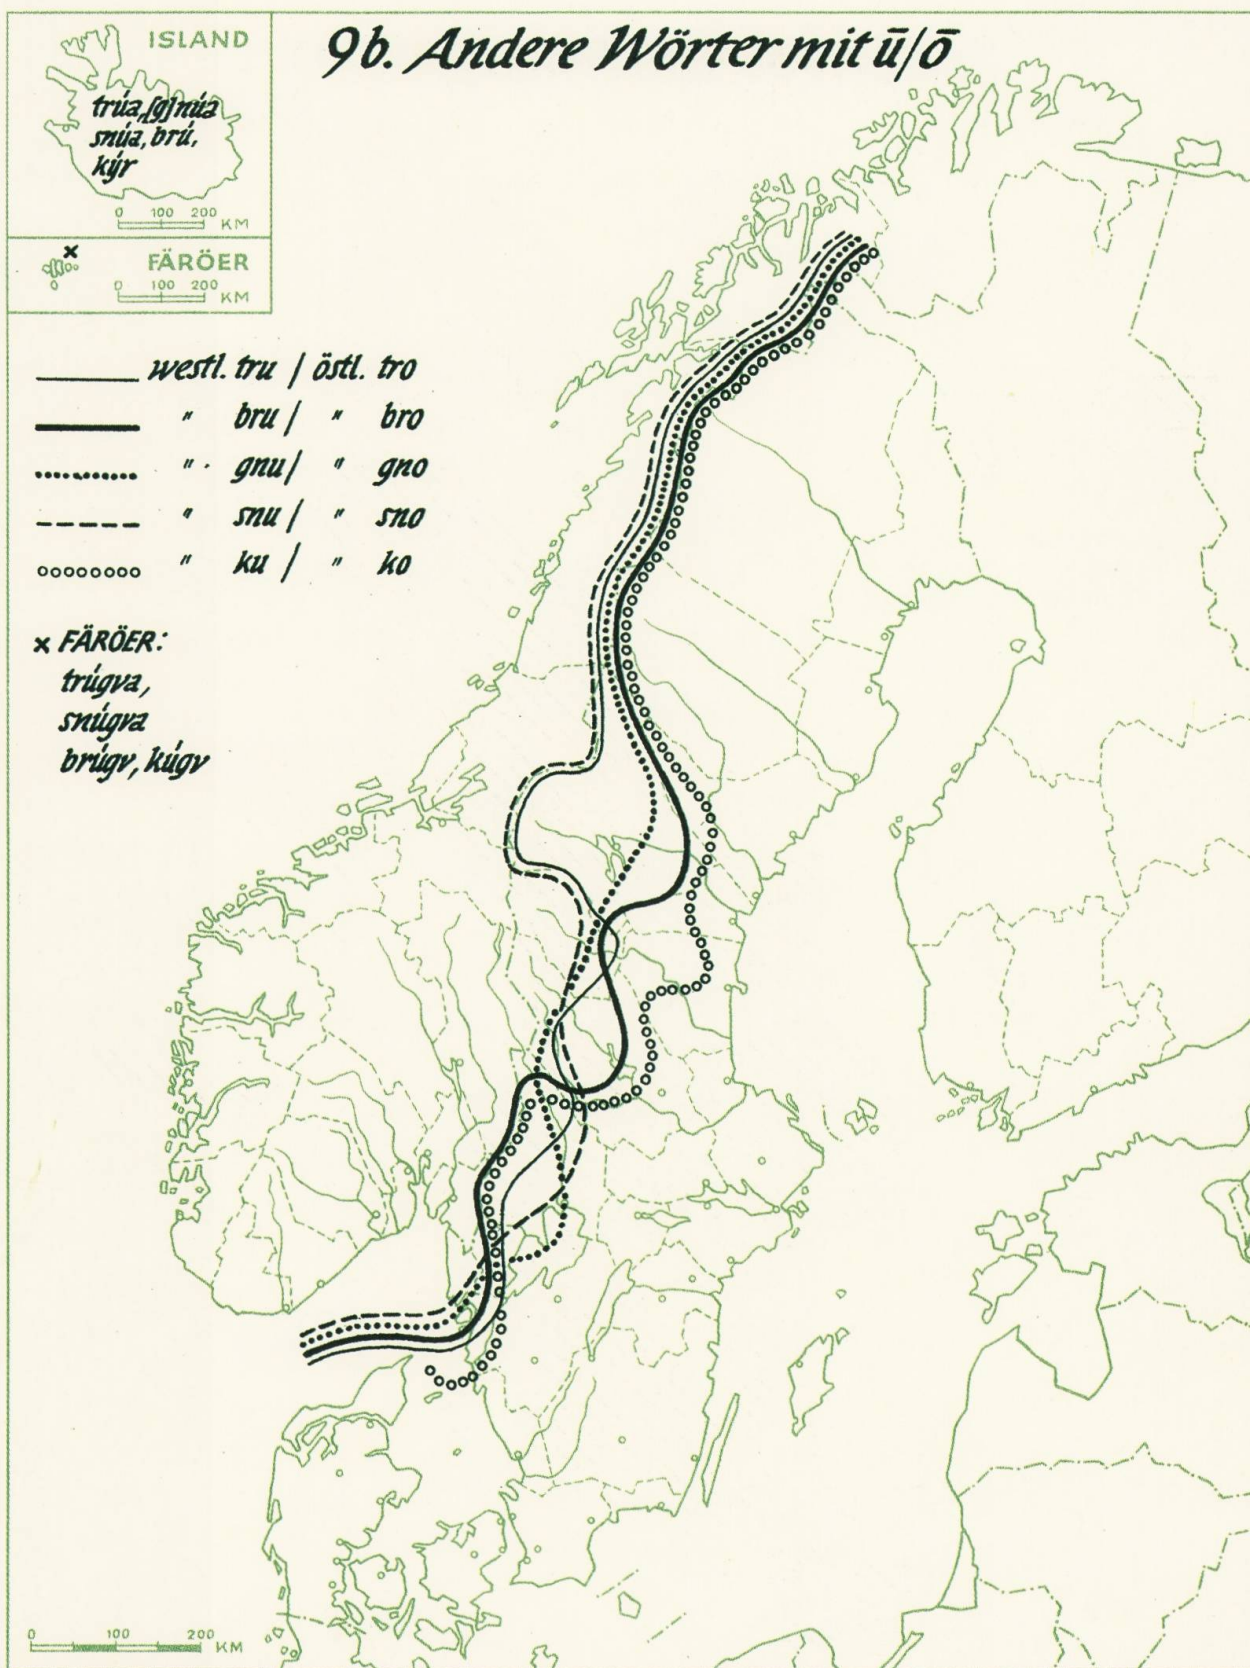 9b. Andere Wörter mit ū/ō
ISLAND
trúa, [g]núa
snúa, brú,
kýr
0 100 200 KM
FÄRÖER
x
0 100 200 KM
westl. tru / östl. tro
" bru / " bro
" gnu / " gno
" snu / " sno
" ku / " ko
x FÄRÖER:
trúgva,
snúgva
brúgv, kúgv
0 100 200 KM